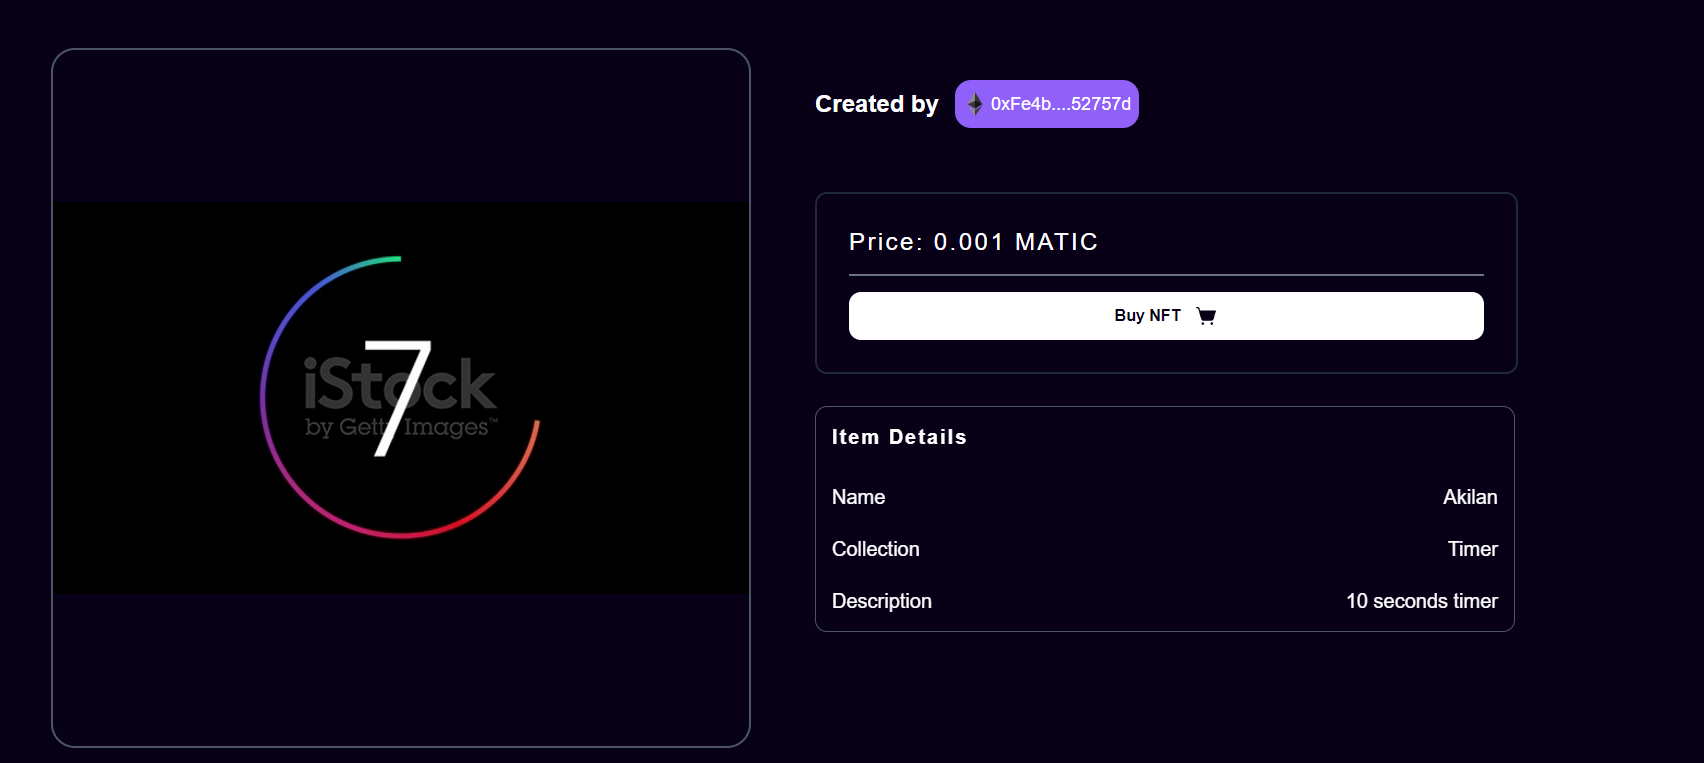 7
iStock
by Getty Images™
Created by
0xFe4b....52757d
Price: 0.001 MATIC
Buy NFT
Item Details
Name Akilan
Collection Timer
Description 10 seconds timer